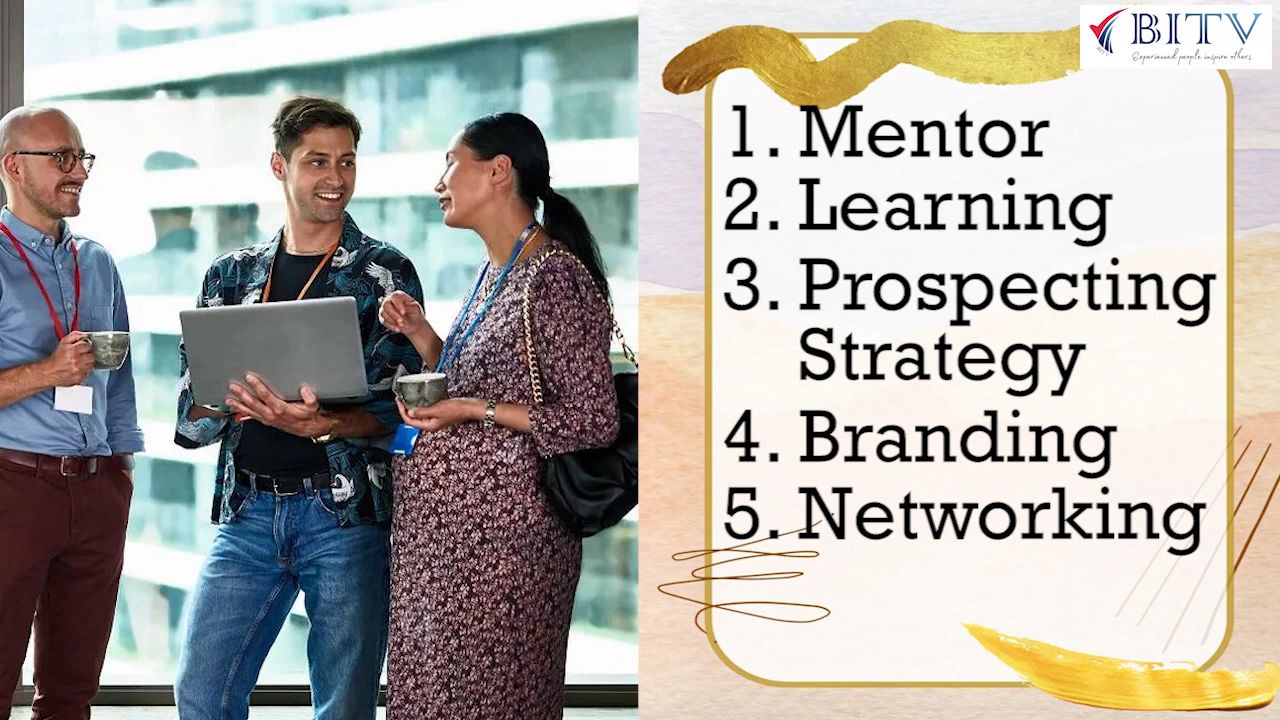 BITV
Experienced people inspire others
1. Mentor
2. Learning
3. Prospecting
Strategy
4. Branding
5. Networking